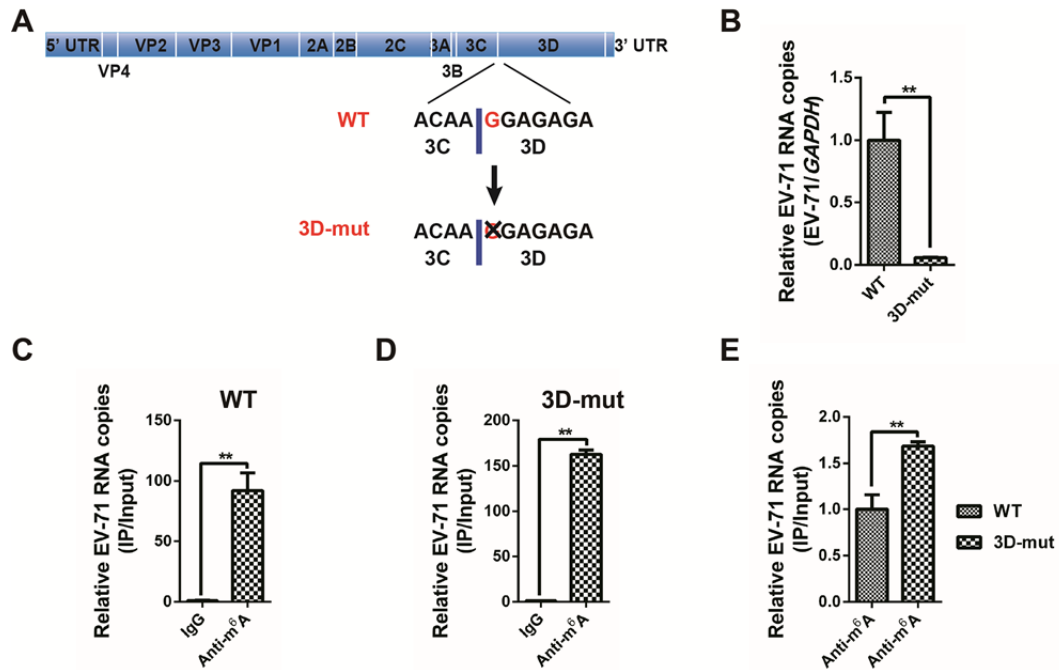 A
5' UTR VP2 VP3 VP1 2A 2B 2C 3A 3C 3D 3' UTR
VP4 3B
WT ACAA GGAGAGA
3C 3D
3D-mut ACAA GGAGAGA
3C 3D
B
Relative EV-71 RNA copies
(EV-71/GAPDH)
1.5
1.0
0.5
0.0
**
WT
3D-mut
C
WT
Relative EV-71 RNA copies
(IP/Input)
150
100
50
0
**
IgG
Anti-m⁶A
D
3D-mut
Relative EV-71 RNA copies
(IP/Input)
200
150
100
50
0
**
IgG
Anti-m⁶A
E
Relative EV-71 RNA copies
(IP/Input)
2.0
1.5
1.0
0.5
0.0
**
Anti-m⁶A
Anti-m⁶A
WT
3D-mut